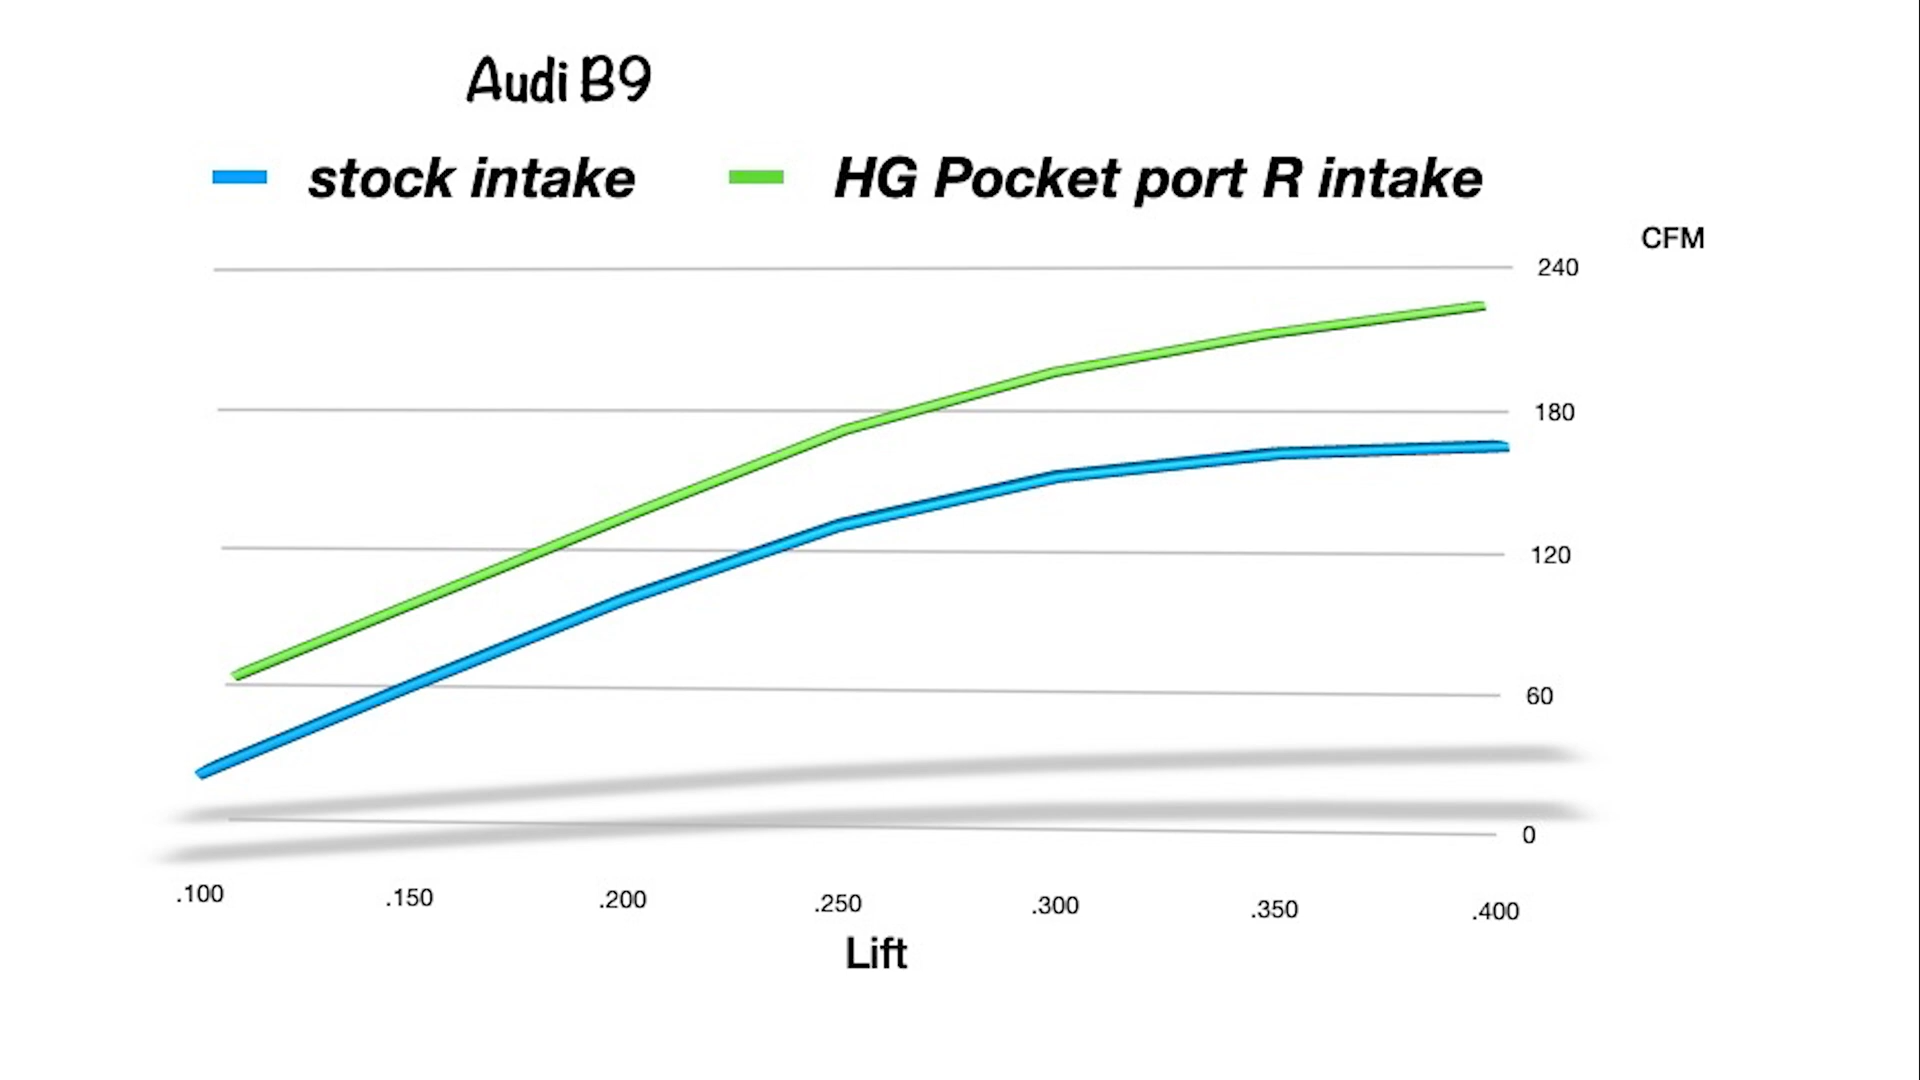 Audi B9
stock intake HG Pocket port R intake
CFM
240
180
120
60
0
.100 .150 .200 .250 .300 .350 .400
Lift